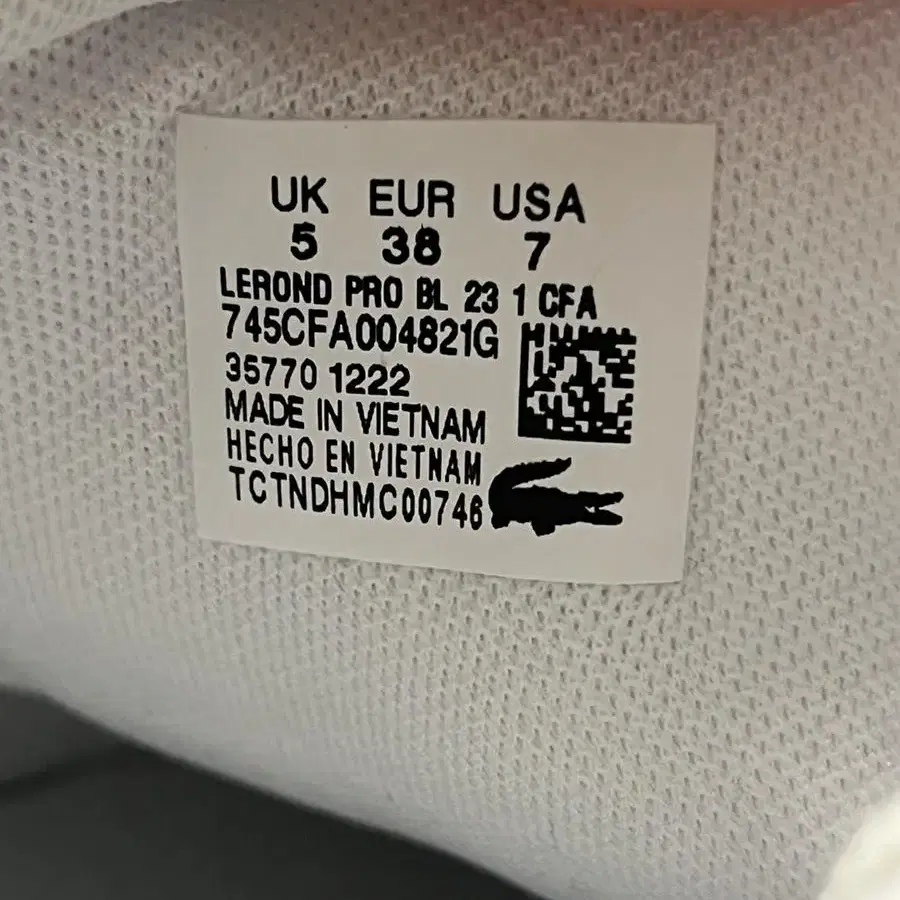 UK EUR USA
5 38 7
LEROND PRO BL 23 1 CFA
745CFA004821G
35770 1222
MADE IN VIETNAM
HECHO EN VIETNAM
TCTNDHMC00746